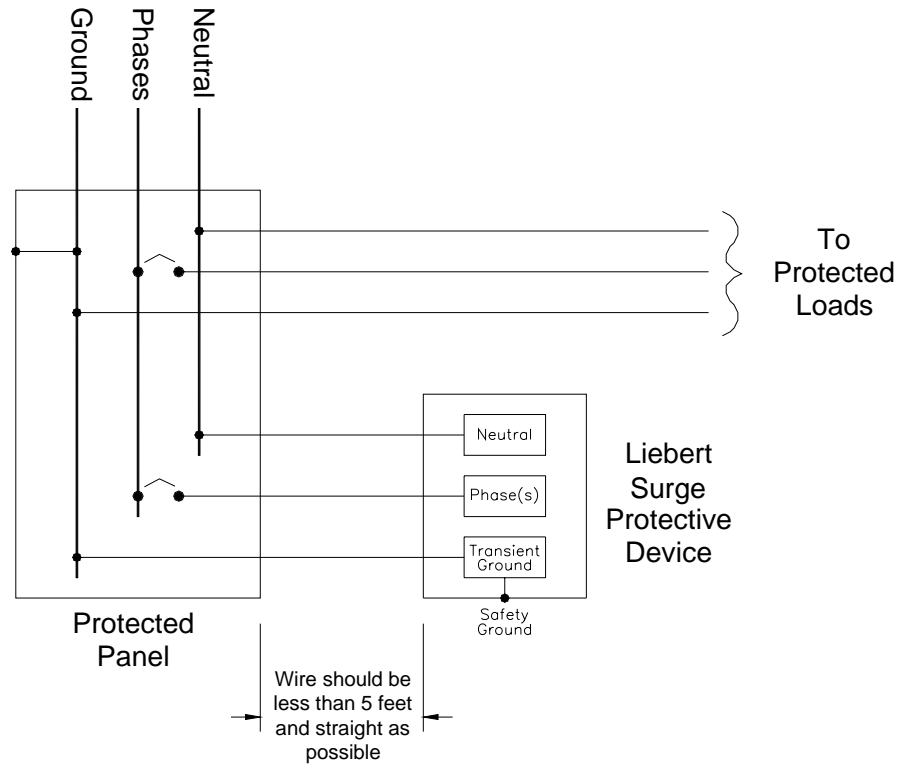 Ground
Phases
Neutral
To
Protected
Loads
Neutral
Phase(s)
Transient
Ground
Safety
Ground
Liebert
Surge
Protective
Device
Protected
Panel
Wire should be
less than 5 feet
and straight as
possible